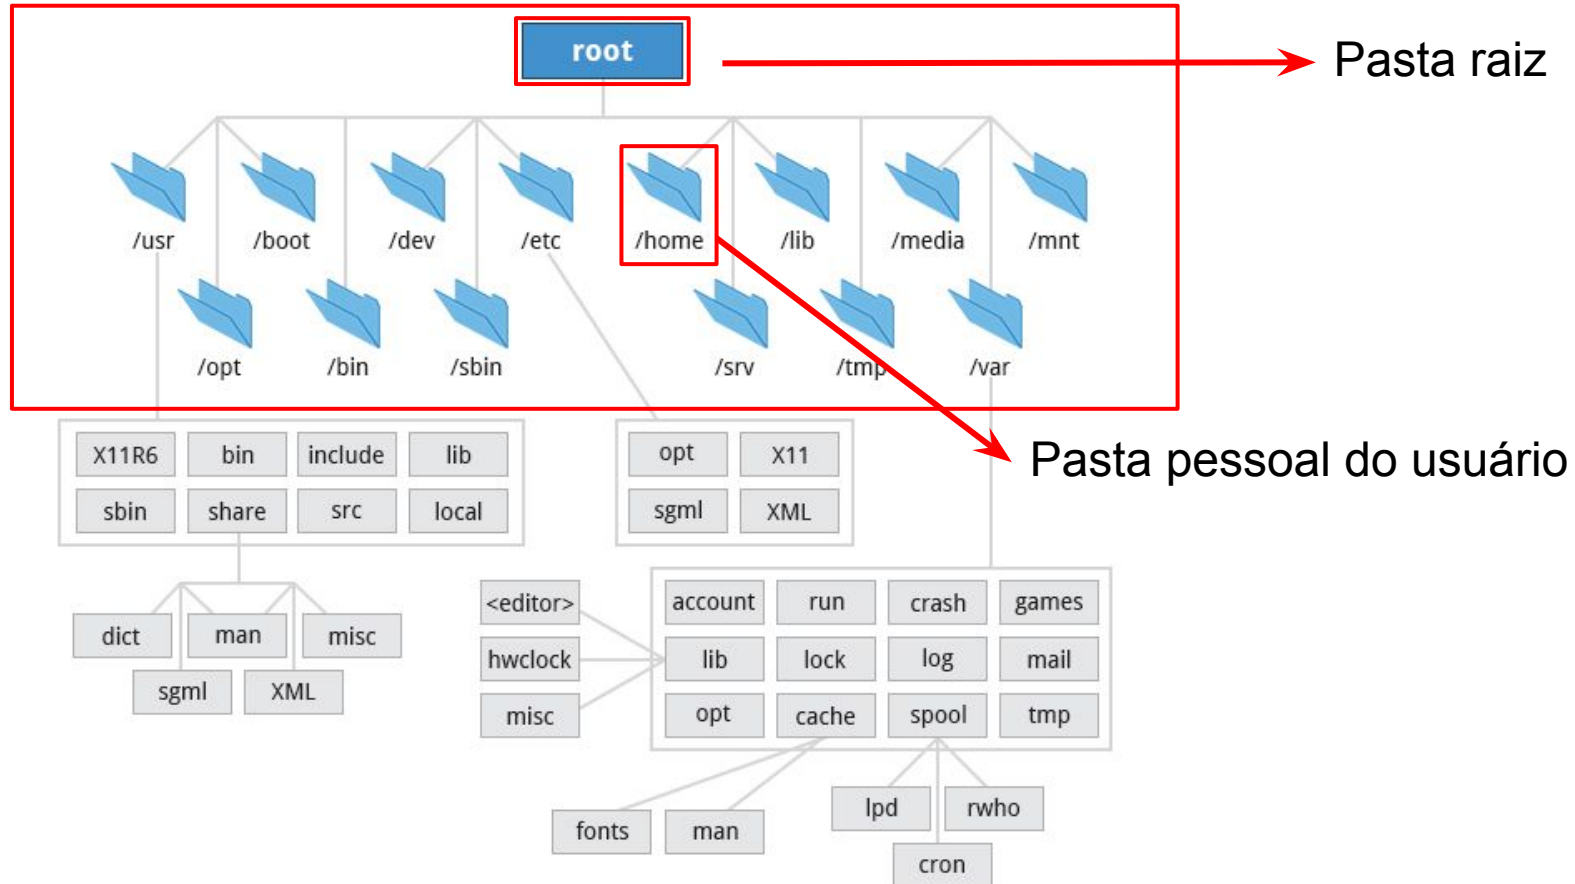 root
Pasta raiz
/usr /boot /dev /etc /home /lib /media /mnt
/opt /bin /sbin /srv /tmp /var
Pasta pessoal do usuário
X11R6 bin include lib
sbin share src local
opt X11
sgml XML
dict man misc
sgml XML
<editor>
hwclock
misc
account run crash games
lib lock log mail
opt cache spool tmp
fonts man
lpd rwho
cron